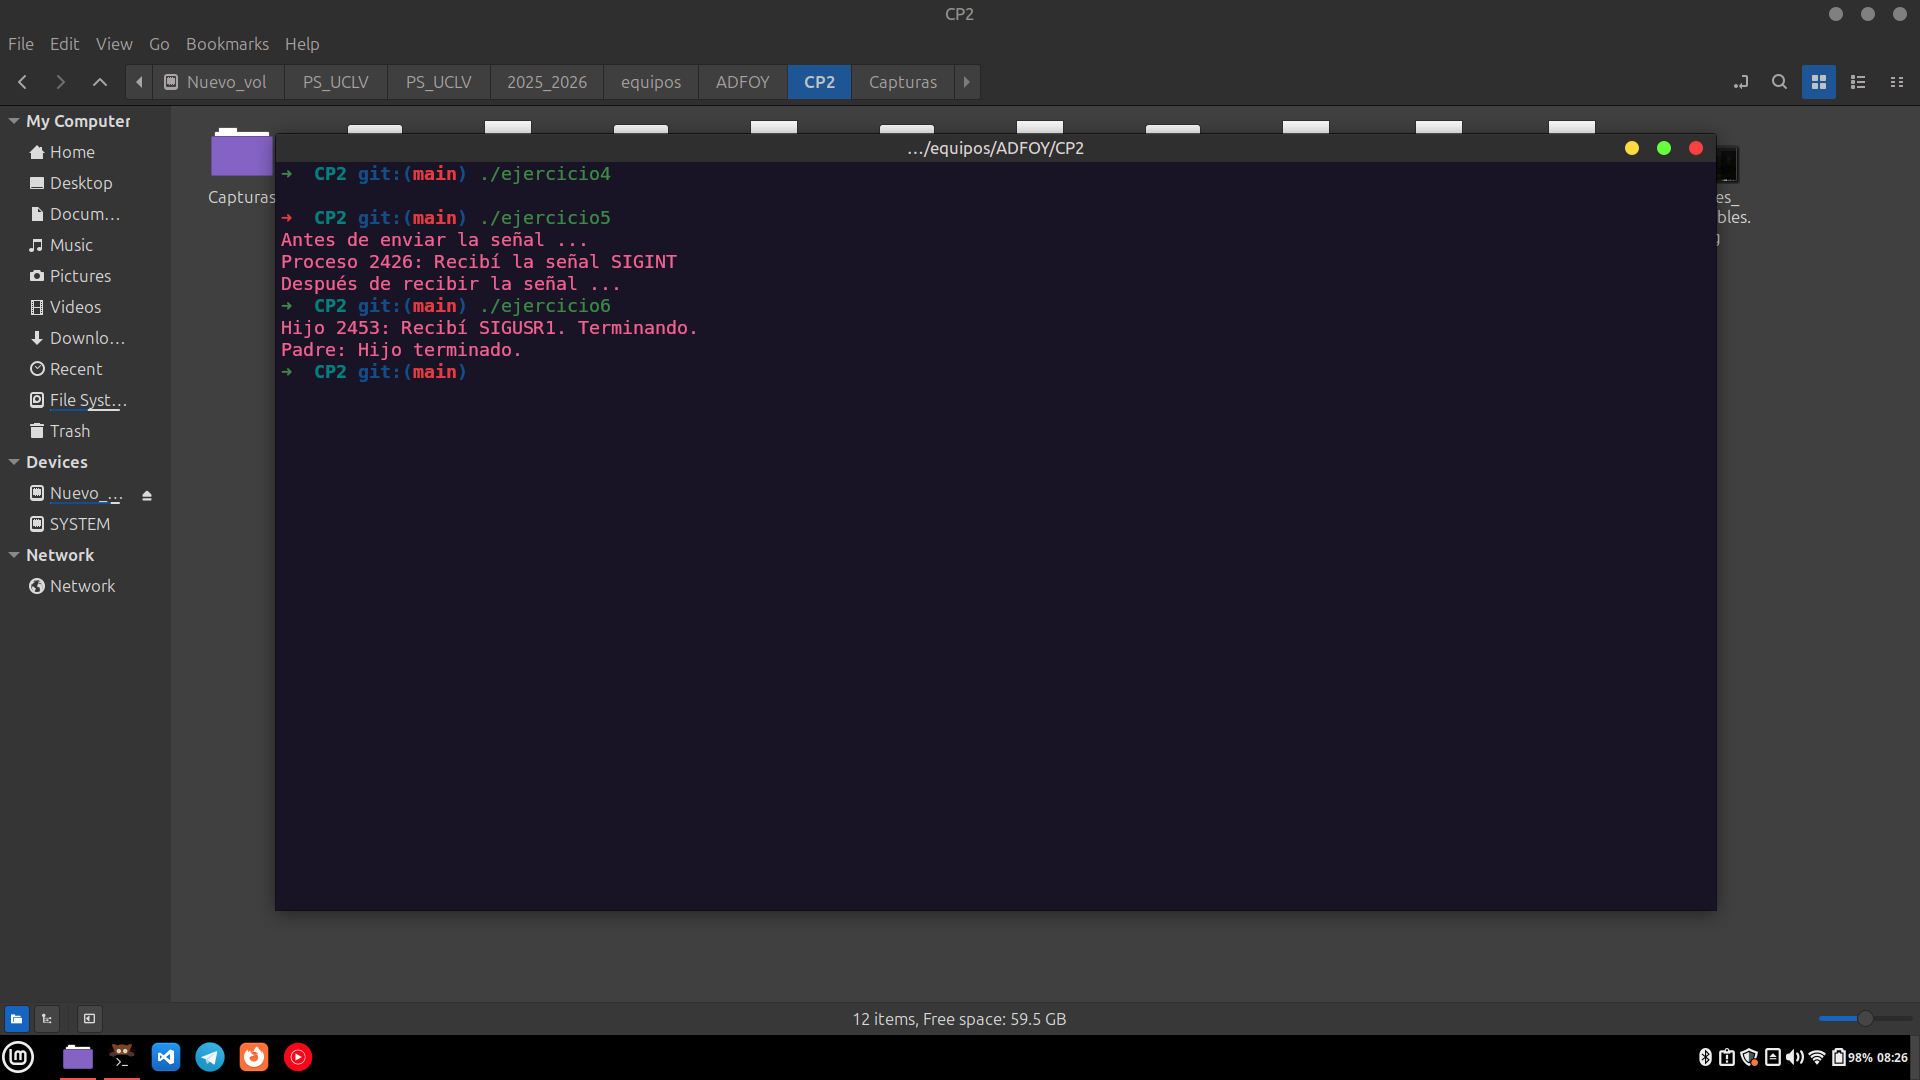 CP2
File Edit View Go Bookmarks Help
Nuevo_vol PS_UCLV PS_UCLV 2025_2026 equipos ADFOY CP2 Capturas
My Computer
Home
Desktop
Docum...
Music
Pictures
Videos
Downlo...
Recent
File Syst...
Trash
Devices
Nuevo_...
SYSTEM
Network
Network
Capturas
es_
bles.
g
.../equipos/ADFOY/CP2
➜ CP2 git:(main) ./ejercicio4
➜ CP2 git:(main) ./ejercicio5
Antes de enviar la señal ...
Proceso 2426: Recibí la señal SIGINT
Después de recibir la señal ...
➜ CP2 git:(main) ./ejercicio6
Hijo 2453: Recibí SIGUSR1. Terminando.
Padre: Hijo terminado.
➜ CP2 git:(main)
12 items, Free space: 59.5 GB
98% 08:26